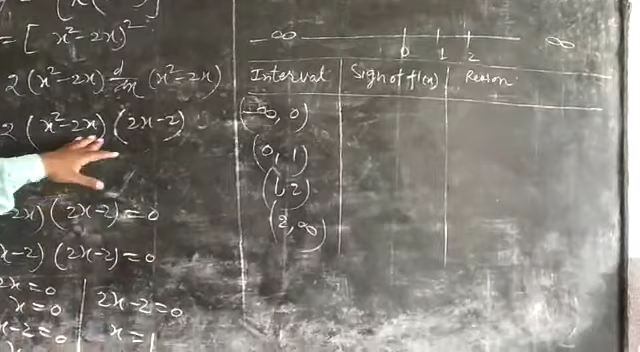 = [ x²-2x)²
2 (x²-2x) d/dx (x²-2x)
2 (x²-2x) (2x-2)
2x) (2x-2) = 0
x-2) (2x-2) = 0
2x = 0
x = 0
x-2 = 0
2x-2 = 0
x = 1
-∞ 0 1 2 ∞
Interval Sign of f'(x) Reason
(-∞, 0)
(0, 1)
(1, 2)
(2, ∞)